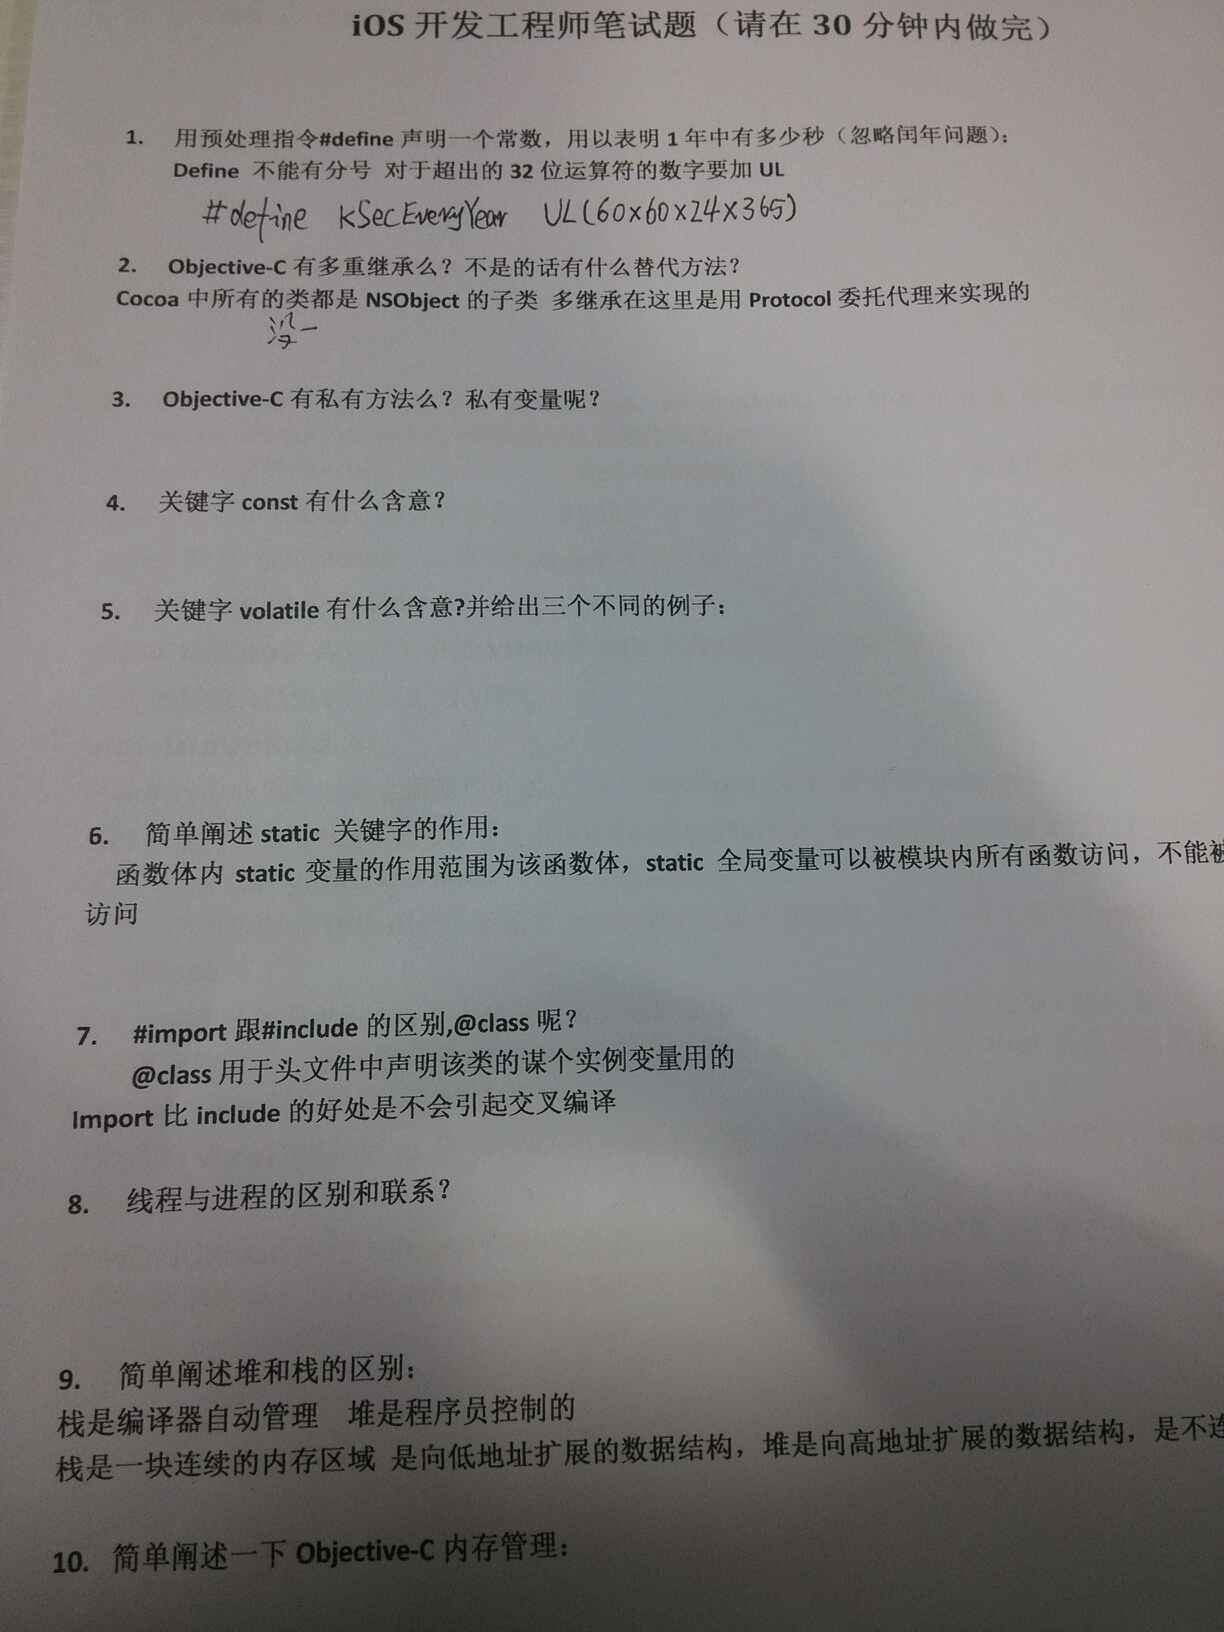 iOS 开发工程师笔试题（请在 30 分钟内做完）
1. 用预处理指令#define 声明一个常数，用以表明 1 年中有多少秒（忽略闰年问题）：
Define 不能有分号 对于超出的 32 位运算符的数字要加 UL
#define kSecEveryYear UL(60×60×24×365)
2. Objective-C 有多重继承么？不是的话有什么替代方法？
Cocoa 中所有的类都是 NSObject 的子类 多继承在这里是用 Protocol 委托代理来实现的
没一
3. Objective-C 有私有方法么？私有变量呢？
4. 关键字 const 有什么含意？
5. 关键字 volatile 有什么含意?并给出三个不同的例子：
6. 简单阐述 static 关键字的作用：
函数体内 static 变量的作用范围为该函数体，static 全局变量可以被模块内所有函数访问，不能被
访问
7. #import 跟#include 的区别,@class 呢？
@class 用于头文件中声明该类的谋个实例变量用的
Import 比 include 的好处是不会引起交叉编译
8. 线程与进程的区别和联系？
9. 简单阐述堆和栈的区别：
栈是编译器自动管理 堆是程序员控制的
栈是一块连续的内存区域 是向低地址扩展的数据结构，堆是向高地址扩展的数据结构，是不连
10. 简单阐述一下 Objective-C 内存管理：